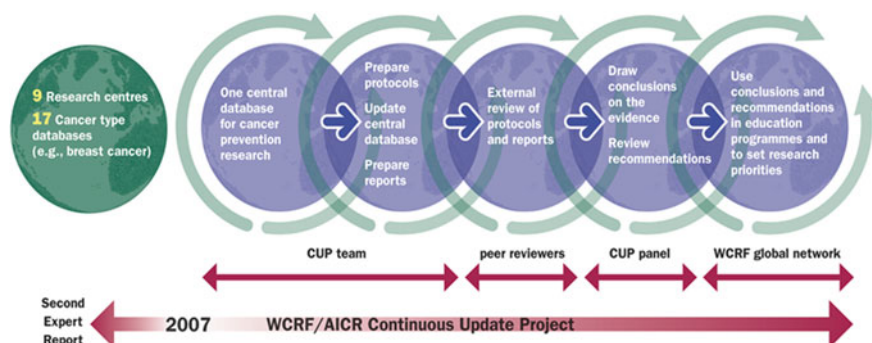 9 Research centres
17 Cancer type
databases
(e.g., breast cancer)
One central
database
for cancer
prevention
research
Prepare
protocols
Update
central
database
Prepare
reports
External
review of
protocols
and reports
Draw
conclusions
on the
evidence
Review
recommendations
Use
conclusions and
recommendations
in education
programmes and
to set research
priorities
CUP team
peer reviewers
CUP panel
WCRF global network
Second
Expert
Report
2007
WCRF/AICR Continuous Update Project